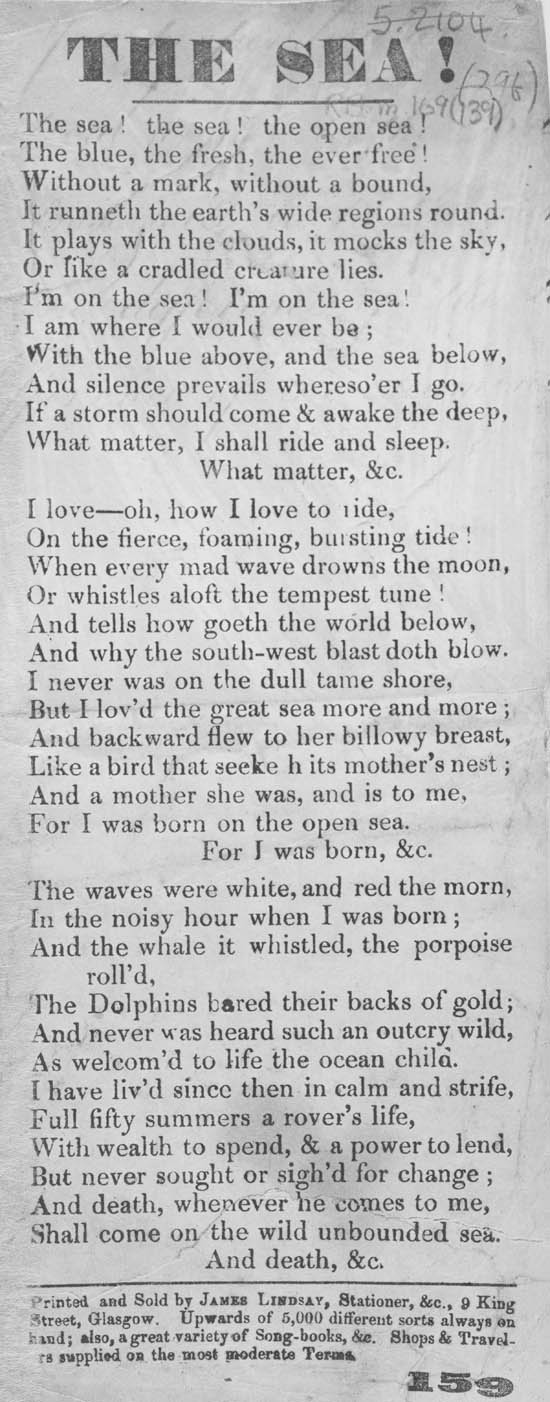 5.2104
THE SEA!
(396)
169(139)
The sea! the sea! the open sea!
The blue, the fresh, the ever free!
Without a mark, without a bound,
It runneth the earth's wide regions round.
It plays with the clouds, it mocks the sky,
Or like a cradled creature lies.
I'm on the sea! I'm on the sea!
I am where I would ever be;
With the blue above, and the sea below,
And silence prevails whereso'er I go.
If a storm should come & awake the deep,
What matter, I shall ride and sleep.
What matter, &c.
I love—oh, how I love to ride,
On the fierce, foaming, bursting tide!
When every mad wave drowns the moon,
Or whistles aloft the tempest tune!
And tells how goeth the world below,
And why the south-west blast doth blow.
I never was on the dull tame shore,
But I lov'd the great sea more and more;
And backward flew to her billowy breast,
Like a bird that seeke h its mother's nest;
And a mother she was, and is to me,
For I was born on the open sea.
For I was born, &c.
The waves were white, and red the morn,
In the noisy hour when I was born;
And the whale it whistled, the porpoise
roll'd,
The Dolphins bared their backs of gold;
And never was heard such an outcry wild,
As welcom'd to life the ocean child.
I have liv'd since then in calm and strife,
Full fifty summers a rover's life,
With wealth to spend, & a power to lend,
But never sought or sigh'd for change;
And death, whenever he comes to me,
Shall come on the wild unbounded sea.
And death, &c.
Printed and Sold by JAMES LINDSAY, Stationer, &c., 9 King
Street, Glasgow. Upwards of 5,000 different sorts always on
hand; also, a great variety of Song-books, &c. Shops & Travel-
rs supplied on the most moderate Terms.
159